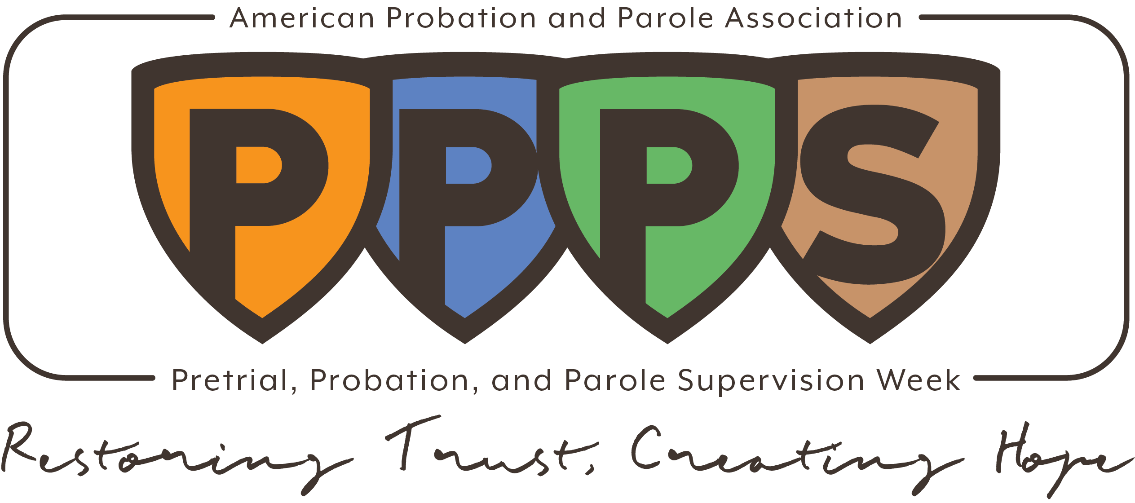 American Probation and Parole Association
PPPS
Pretrial, Probation, and Parole Supervision Week
Restoring Trust, Creating Hope